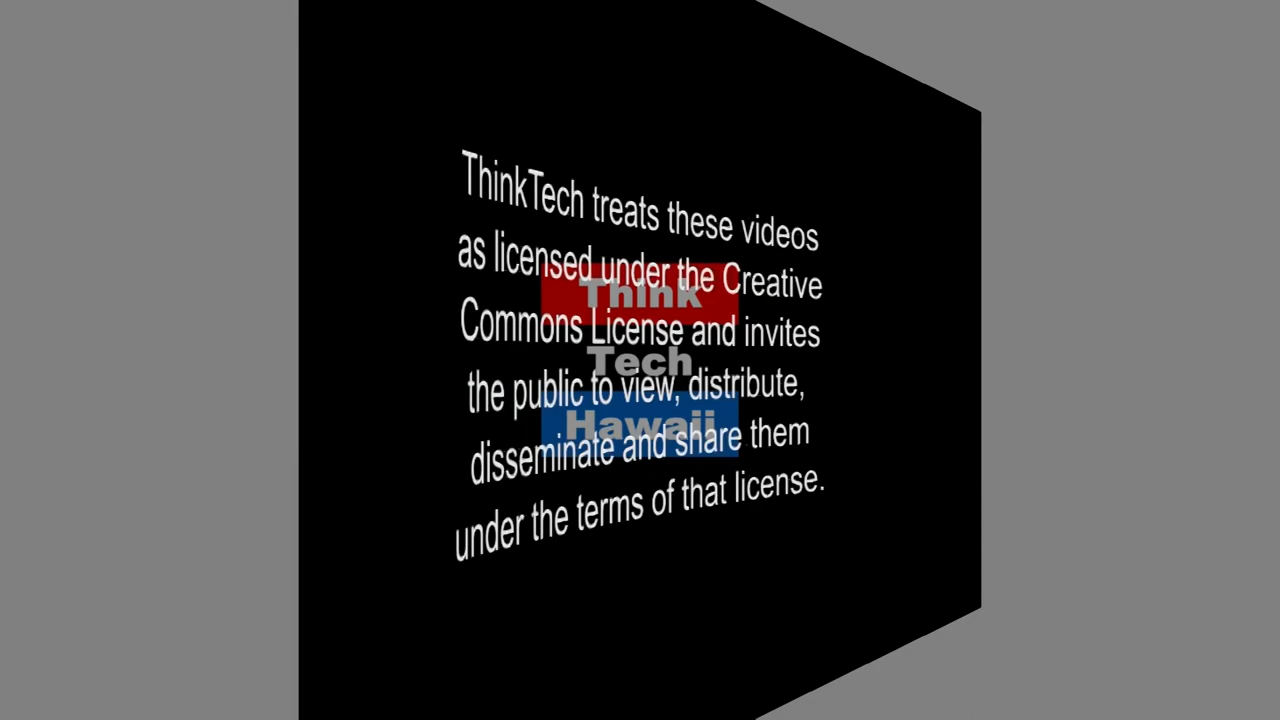 ThinkTech treats these videos
as licensed under the Creative
Commons License and invites
the public to view, distribute,
disseminate and share them
under the terms of that license.
Think
Tech
Hawaii